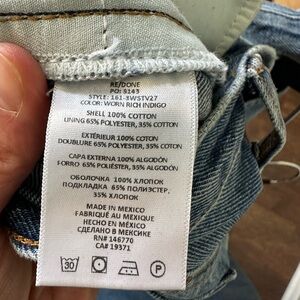 RE/DONE
PO: 8143
STYLE: 161-3WSTV27
COLOR: WORN RICH INDIGO
SHELL 100% COTTON
LINING 65% POLYESTER, 35% COTTON
EXTÉRIEUR 100% COTON
DOUBLURE 65% POLYESTER, 35% COTON
CAPA EXTERNA 100% ALGODÓN
FORRO 65% POLIÉSTER, 35% ALGODÓN
ОБОЛОЧКА 100% ХЛОПОК
ПОДКЛАДКА 65% ПОЛИЭСТЕР,
35% ХЛОПОК
MADE IN MEXICO
FABRIQUÉ AU MEXIQUE
HECHO EN MÉXICO
СДЕЛАНО В МЕКСИКЕ
RN# 146770
CA# 19371
30
P